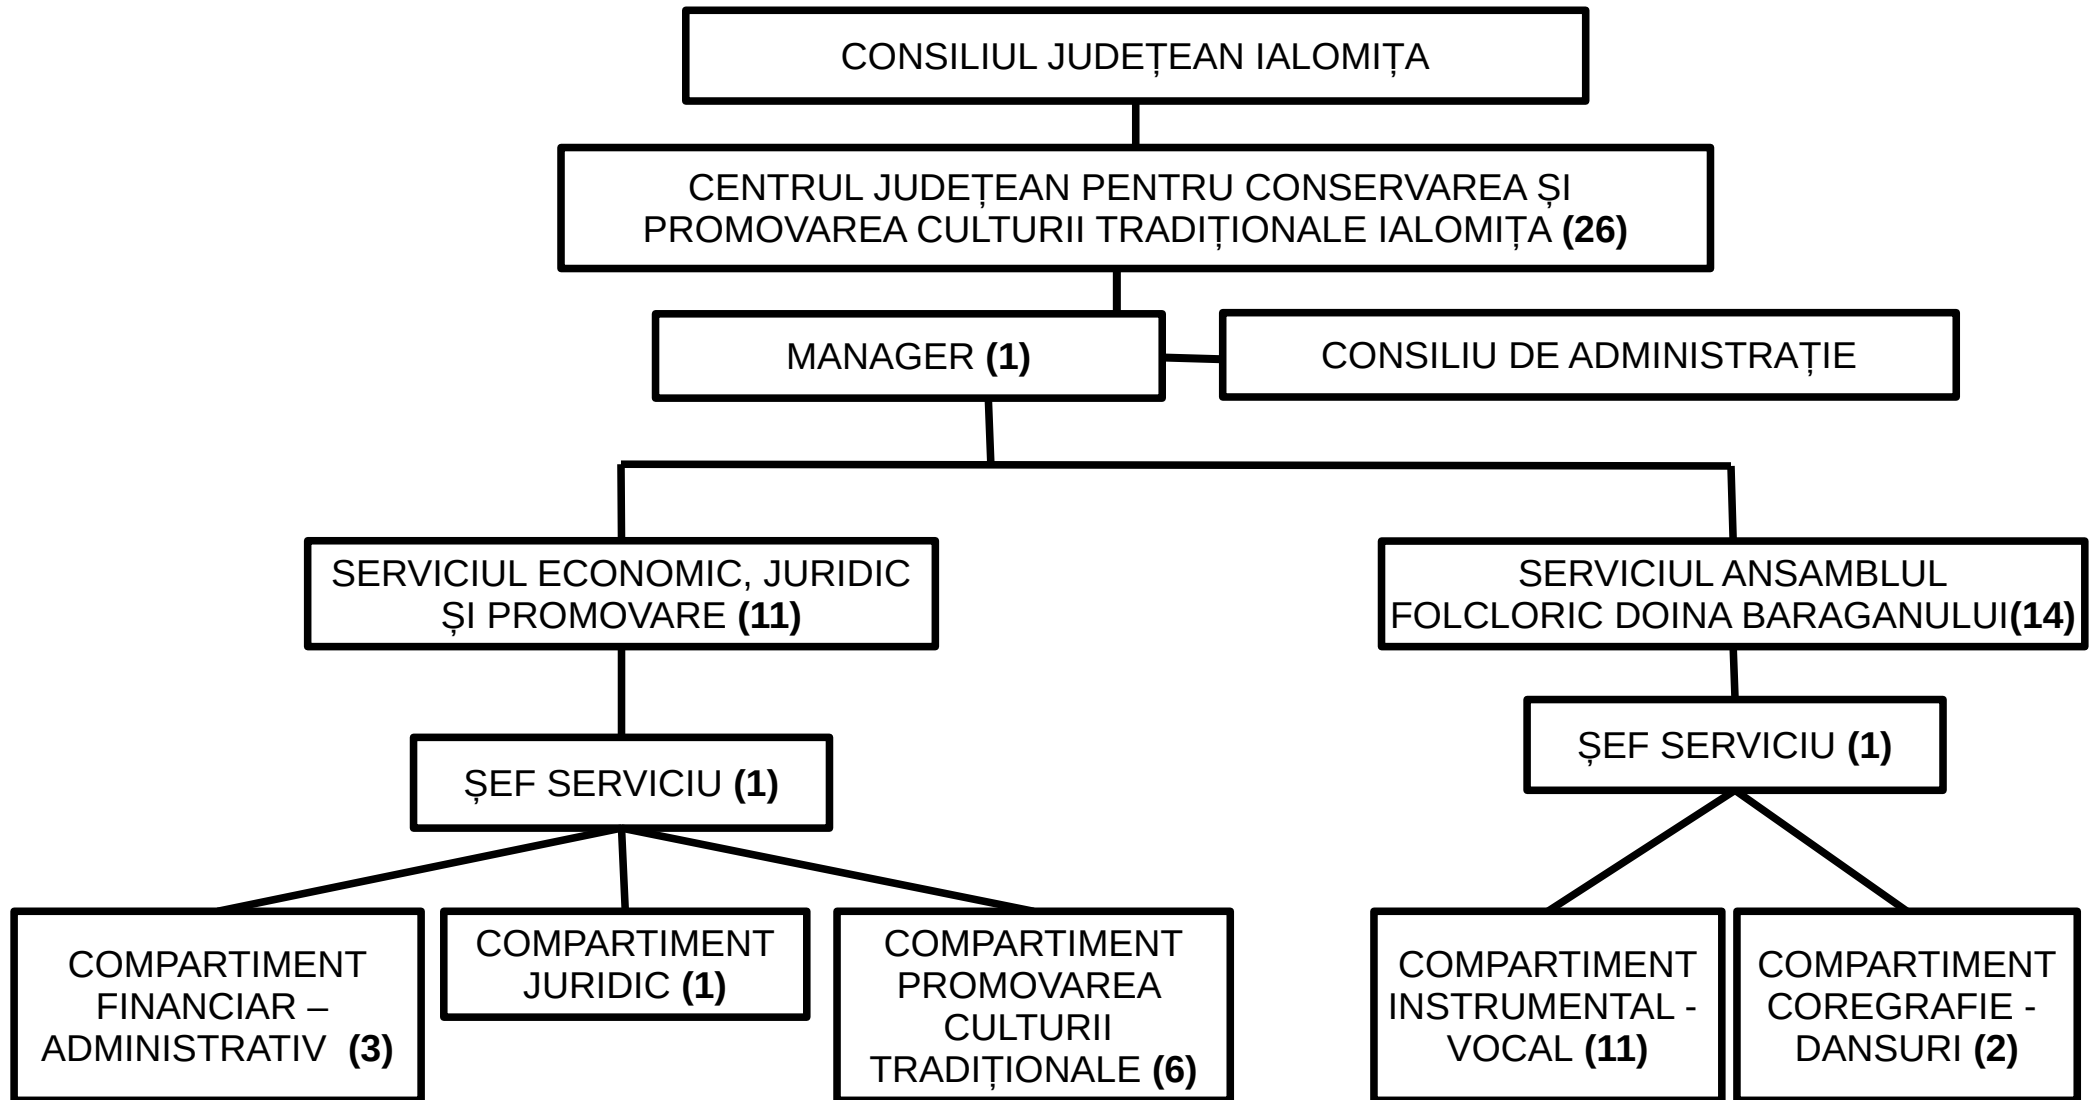 CONSILIUL JUDEȚEAN IALOMIȚA
CENTRUL JUDEȚEAN PENTRU CONSERVAREA ȘI
PROMOVAREA CULTURII TRADIȚIONALE IALOMIȚA (26)
MANAGER (1)
CONSILIU DE ADMINISTRAȚIE
SERVICIUL ECONOMIC, JURIDIC
ȘI PROMOVARE (11)
SERVICIUL ANSAMBLUL
FOLCLORIC DOINA BARAGANULUI(14)
ȘEF SERVICIU (1)
ȘEF SERVICIU (1)
COMPARTIMENT
FINANCIAR –
ADMINISTRATIV (3)
COMPARTIMENT
JURIDIC (1)
COMPARTIMENT
PROMOVAREA
CULTURII
TRADIȚIONALE (6)
COMPARTIMENT
INSTRUMENTAL -
VOCAL (11)
COMPARTIMENT
COREGRAFIE -
DANSURI (2)